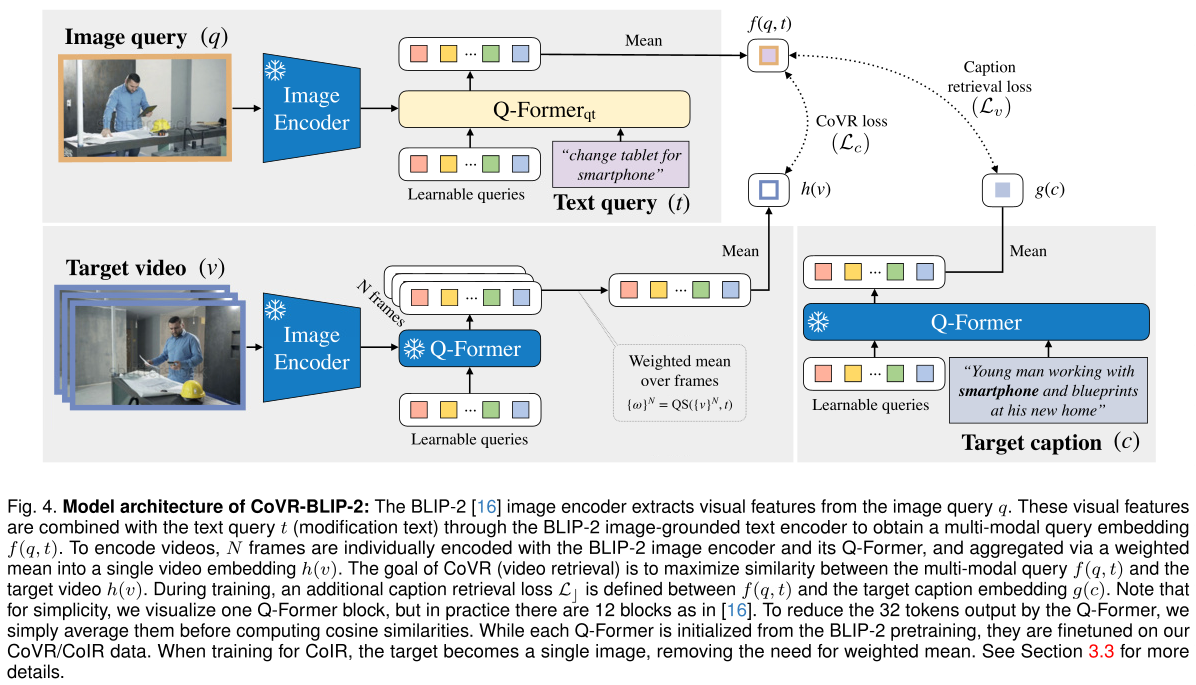 Image query (q)
Image
Encoder
Mean
Q-Former_qt
Learnable queries
“change tablet for
smartphone”
Text query (t)
f(q, t)
CoVR loss
(ℒ_c)
Caption
retrieval loss
(ℒ_v)
h(v)
g(c)
Target video (v)
Image
Encoder
N frames
Q-Former
Learnable queries
Mean
Weighted mean
over frames
{ω}^N = QS({v}^N, t)
Mean
Q-Former
Learnable queries
“Young man working with
smartphone and blueprints
at his new home”
Target caption (c)
Fig. 4. Model architecture of CoVR-BLIP-2: The BLIP-2 [16] image encoder extracts visual features from the image query q. These visual features
are combined with the text query t (modification text) through the BLIP-2 image-grounded text encoder to obtain a multi-modal query embedding
f(q, t). To encode videos, N frames are individually encoded with the BLIP-2 image encoder and its Q-Former, and aggregated via a weighted
mean into a single video embedding h(v). The goal of CoVR (video retrieval) is to maximize similarity between the multi-modal query f(q, t) and the
target video h(v). During training, an additional caption retrieval loss ℒ_⌋ is defined between f(q, t) and the target caption embedding g(c). Note that
for simplicity, we visualize one Q-Former block, but in practice there are 12 blocks as in [16]. To reduce the 32 tokens output by the Q-Former, we
simply average them before computing cosine similarities. While each Q-Former is initialized from the BLIP-2 pretraining, they are finetuned on our
CoVR/CoIR data. When training for CoIR, the target becomes a single image, removing the need for weighted mean. See Section 3.3 for more
details.